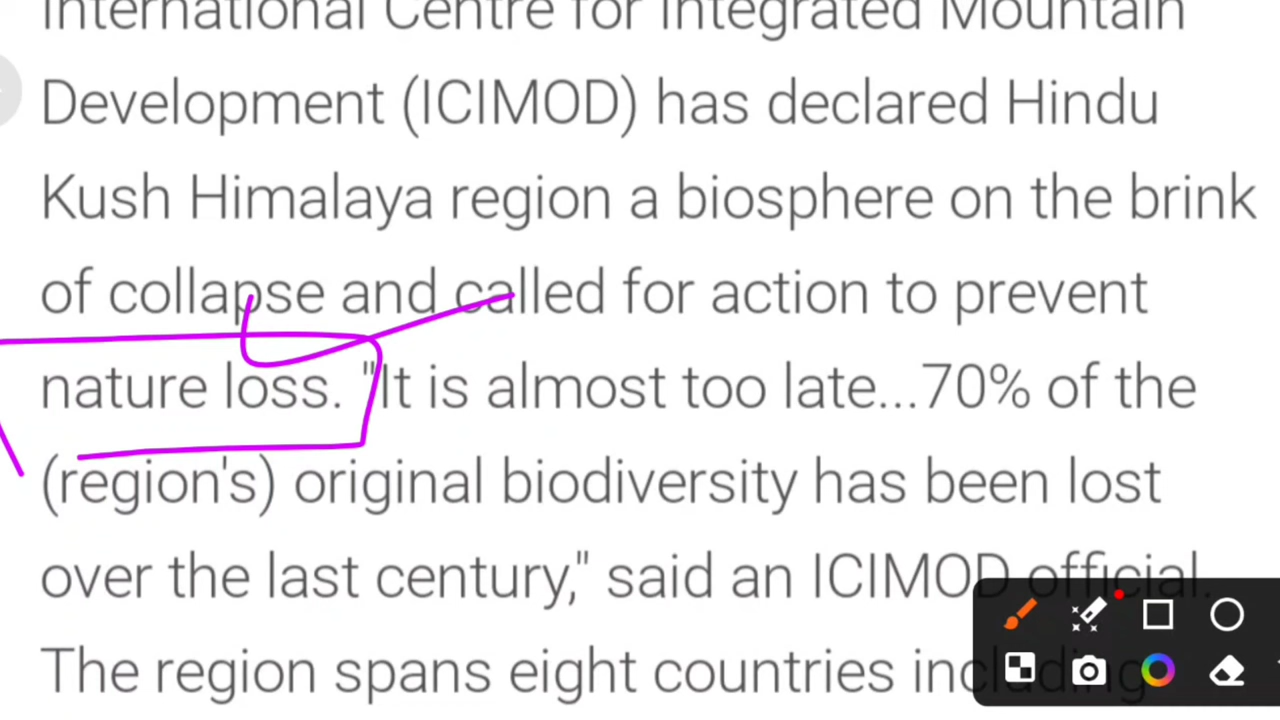 International Centre for Integrated Mountain
Development (ICIMOD) has declared Hindu
Kush Himalaya region a biosphere on the brink
of collapse and called for action to prevent
nature loss. "It is almost too late...70% of the
(region's) original biodiversity has been lost
over the last century," said an ICIMOD official.
The region spans eight countries including